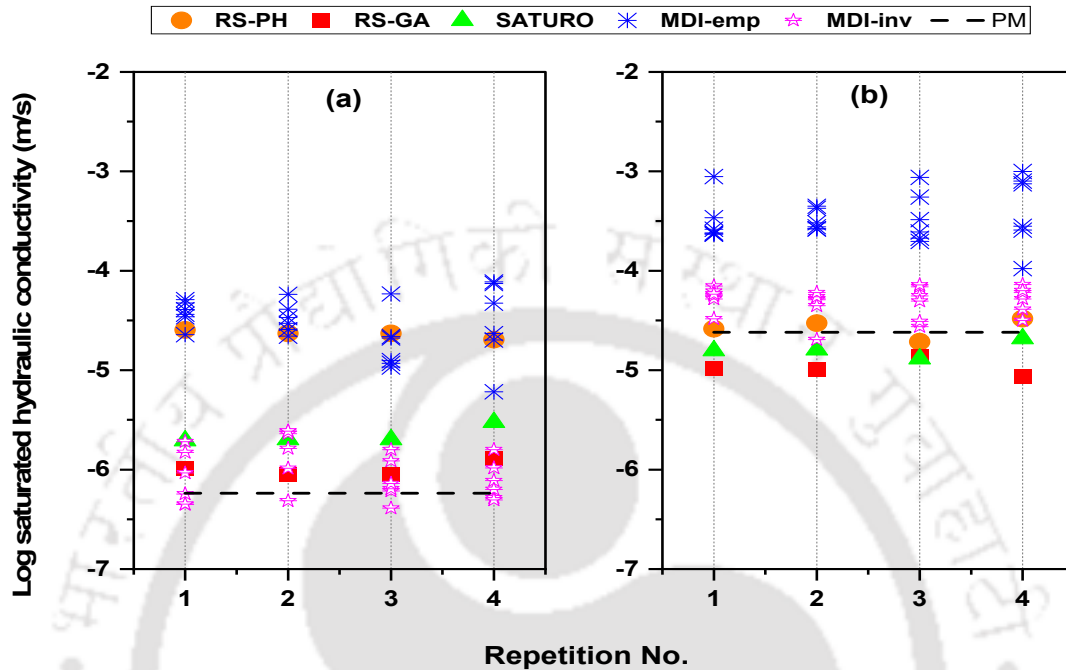 RS-PH RS-GA SATURO MDI-emp MDI-inv PM
(a)
(b)
Log saturated hydraulic conductivity (m/s)
-2
-3
-4
-5
-6
-7
1 2 3 4
-2
-3
-4
-5
-6
-7
1 2 3 4
Repetition No.